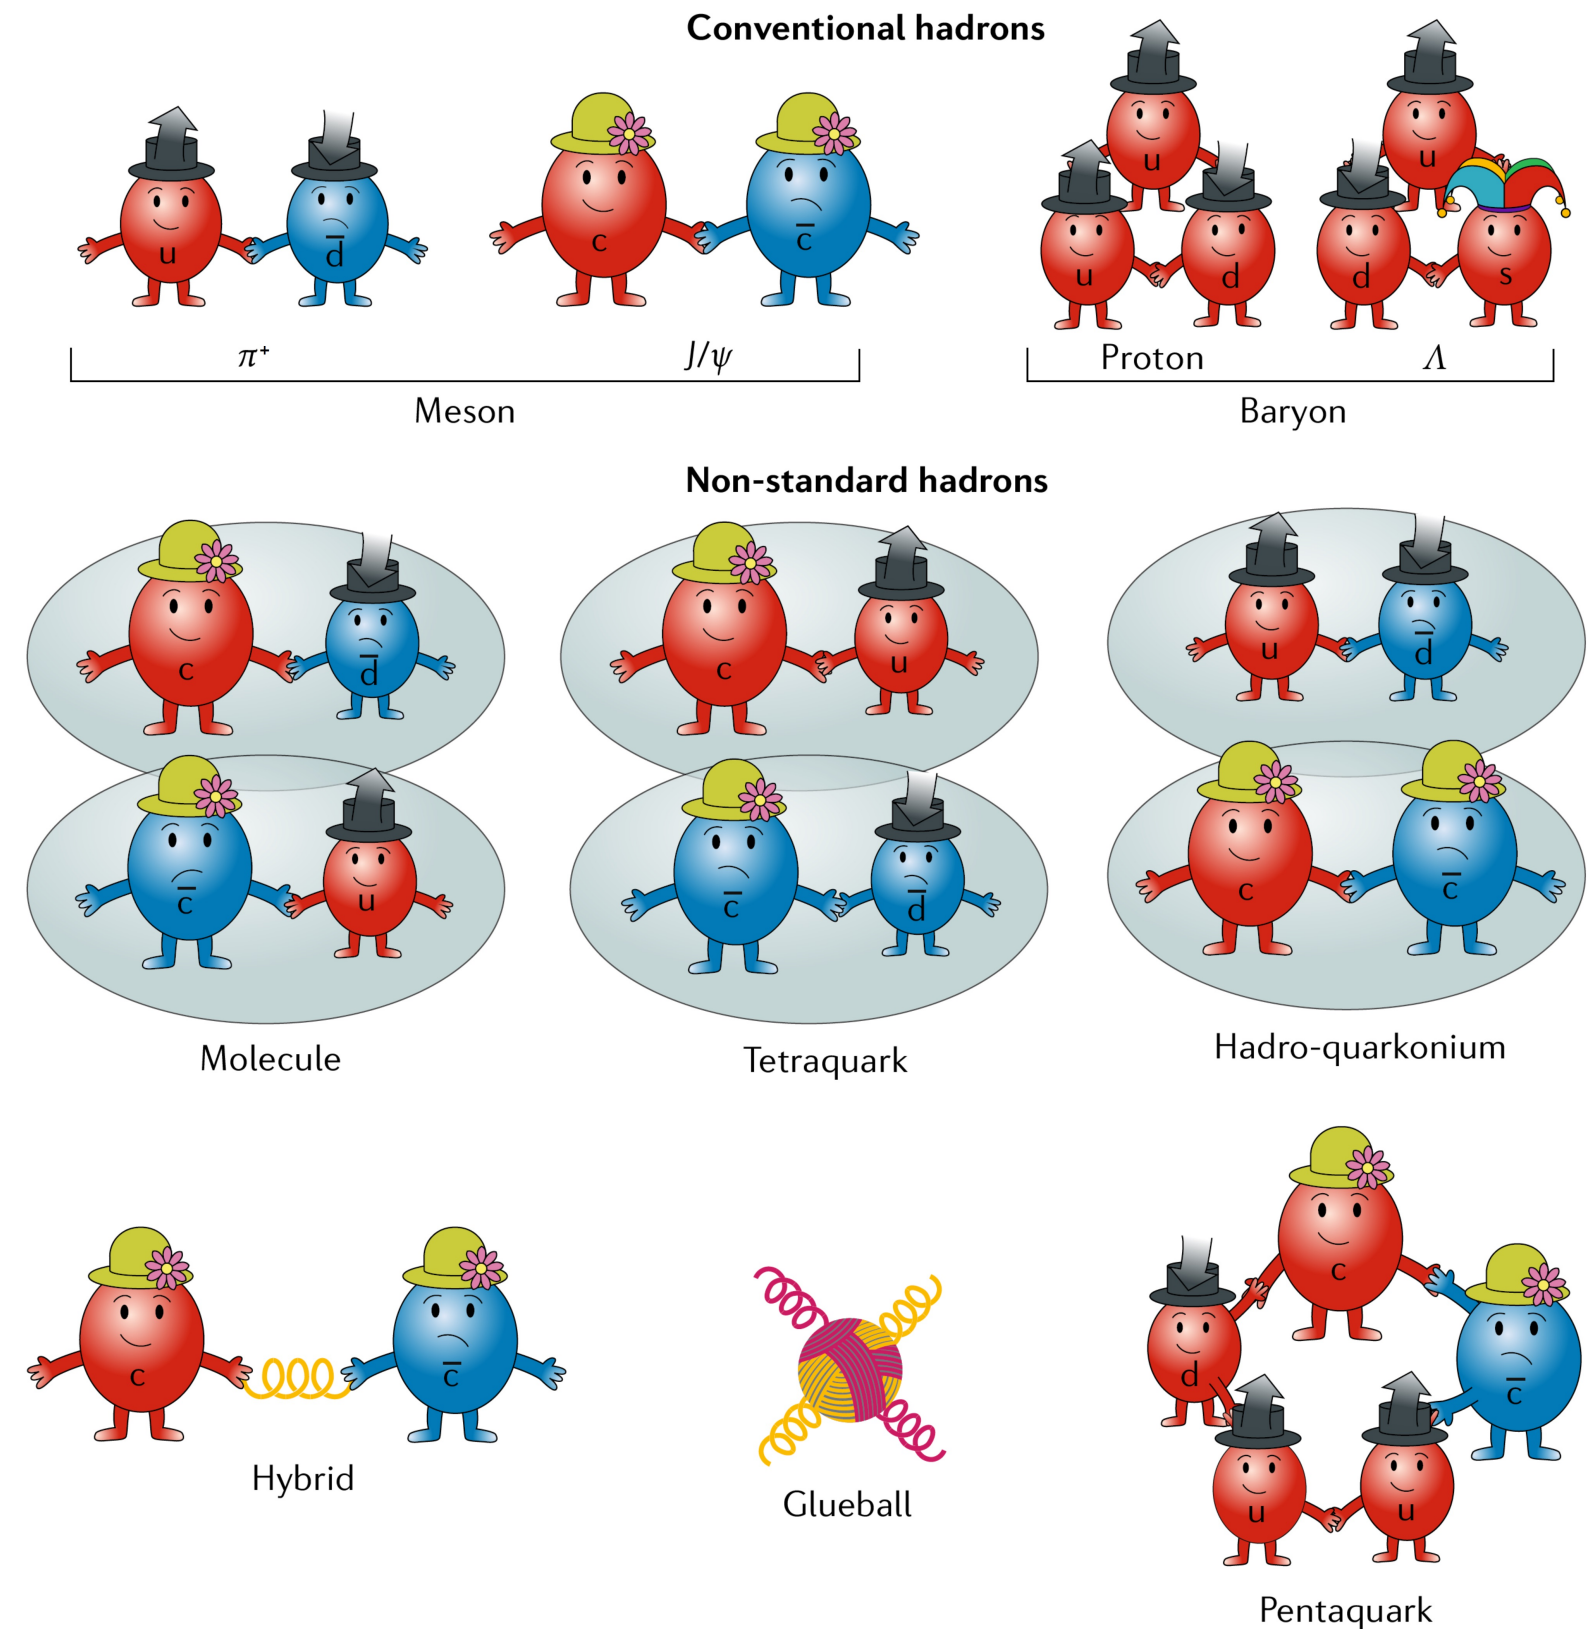 Conventional hadrons
u
d̅
c
c̅
u
u
d
u
d
s
π⁺
J/ψ
Proton
Λ
Meson
Baryon
Non-standard hadrons
c
d̅
c
u
u
d̅
c̅
u
c̅
d̅
c
c̅
Molecule
Tetraquark
Hadro-quarkonium
c
c̅
c
d
c̅
u
u
Hybrid
Glueball
Pentaquark